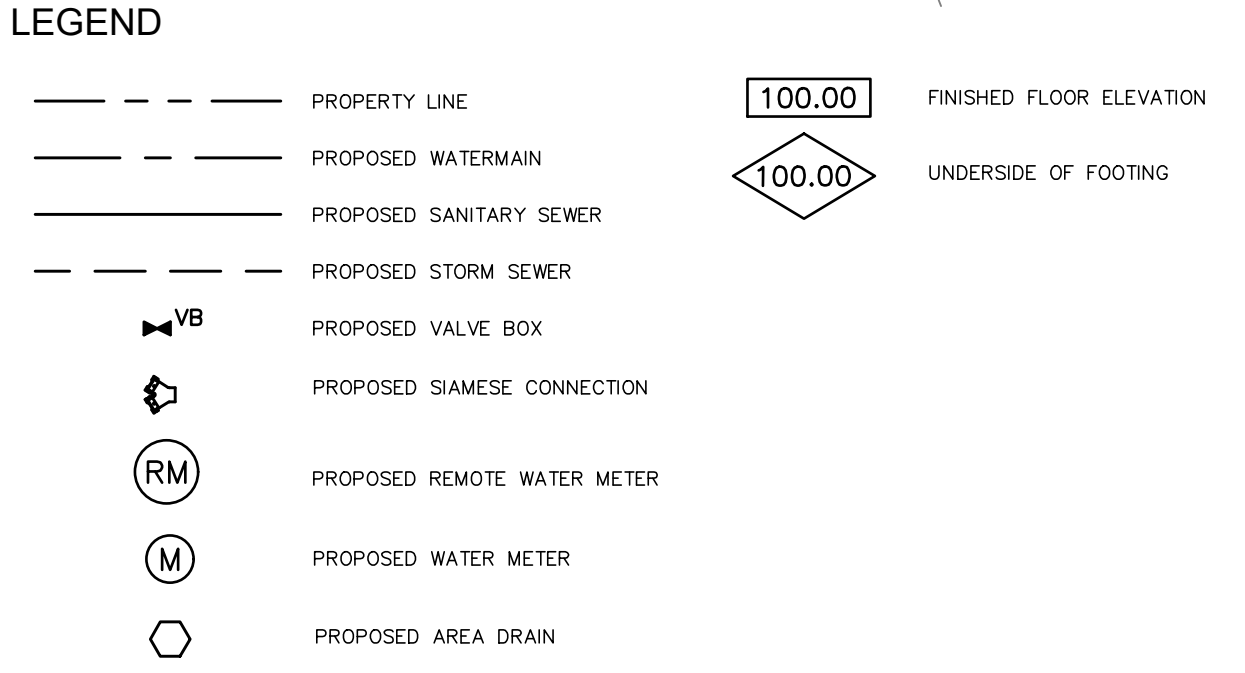 LEGEND
PROPERTY LINE
PROPOSED WATERMAIN
PROPOSED SANITARY SEWER
PROPOSED STORM SEWER
VB PROPOSED VALVE BOX
PROPOSED SIAMESE CONNECTION
RM PROPOSED REMOTE WATER METER
M PROPOSED WATER METER
PROPOSED AREA DRAIN
100.00 FINISHED FLOOR ELEVATION
100.00 UNDERSIDE OF FOOTING